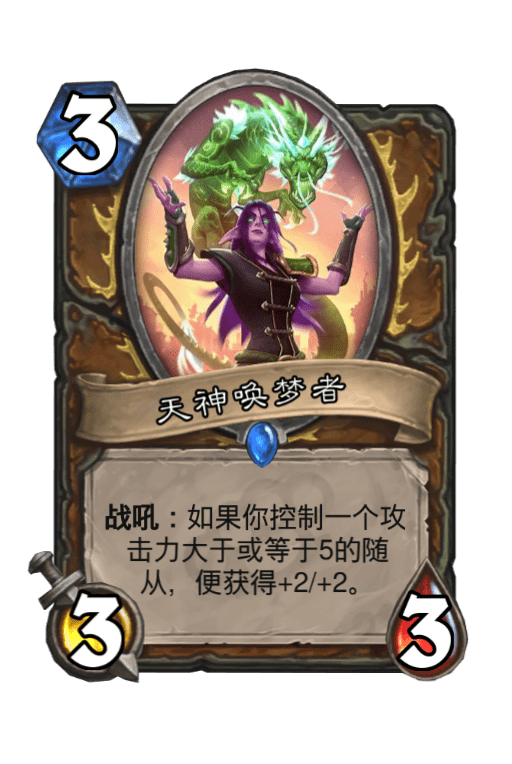 3
天神唤梦者
战吼：如果你控制一个攻
击力大于或等于5的随
从，便获得+2/+2。
3
3